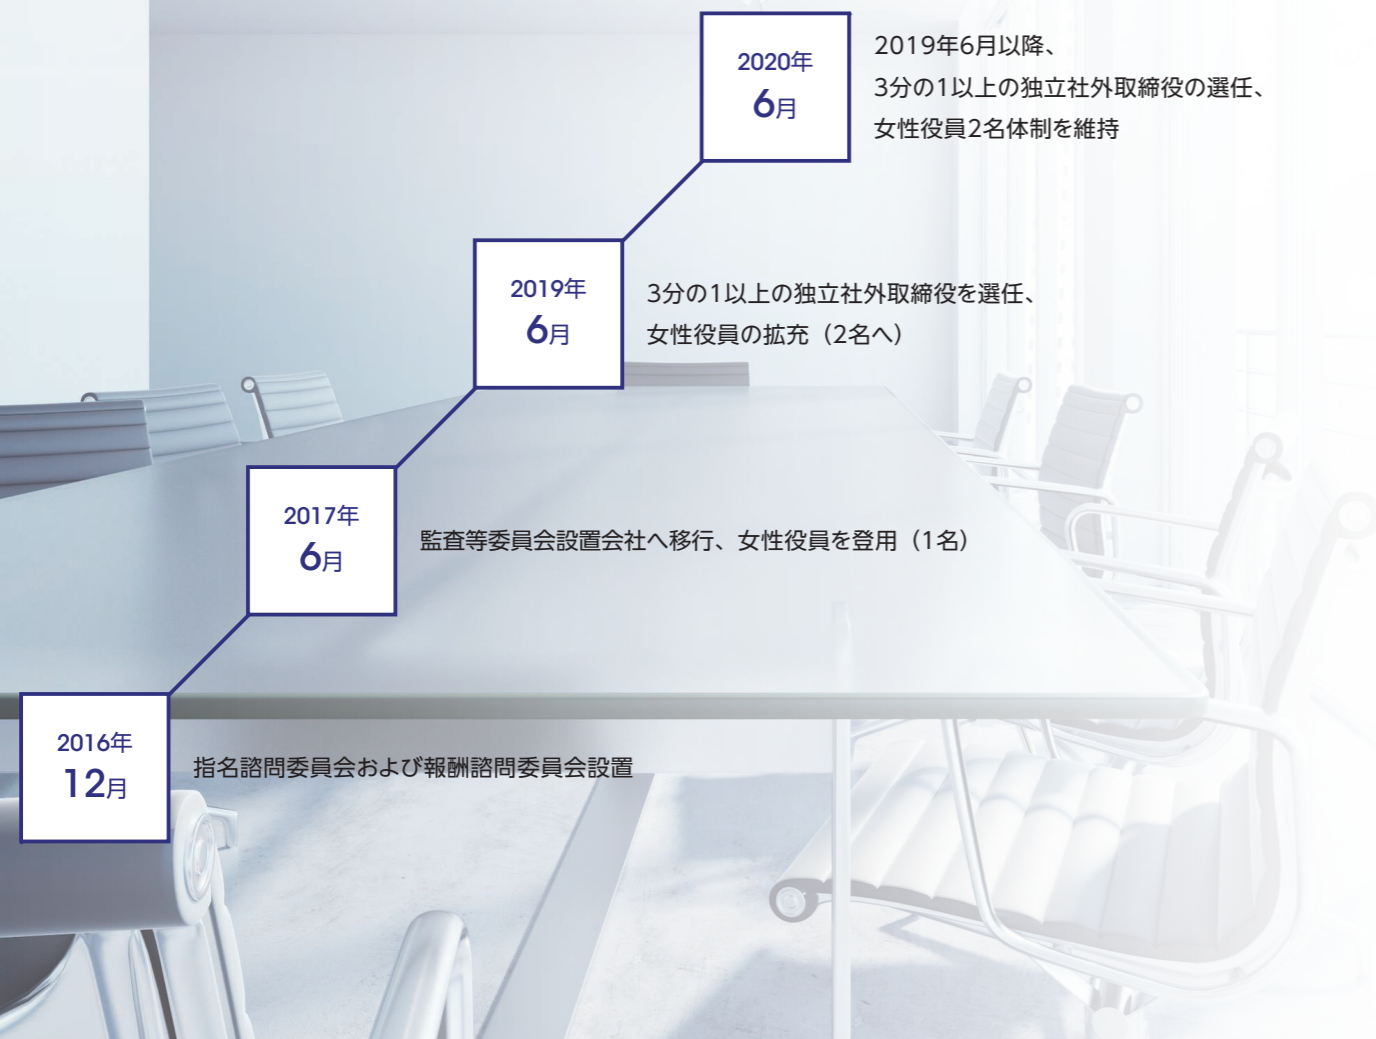 2020年
6月
2019年6月以降、
3分の1以上の独立社外取締役の選任、
女性役員2名体制を維持
2019年
6月
3分の1以上の独立社外取締役を選任、
女性役員の拡充（2名へ）
2017年
6月
監査等委員会設置会社へ移行、女性役員を登用（1名）
2016年
12月
指名諮問委員会および報酬諮問委員会設置